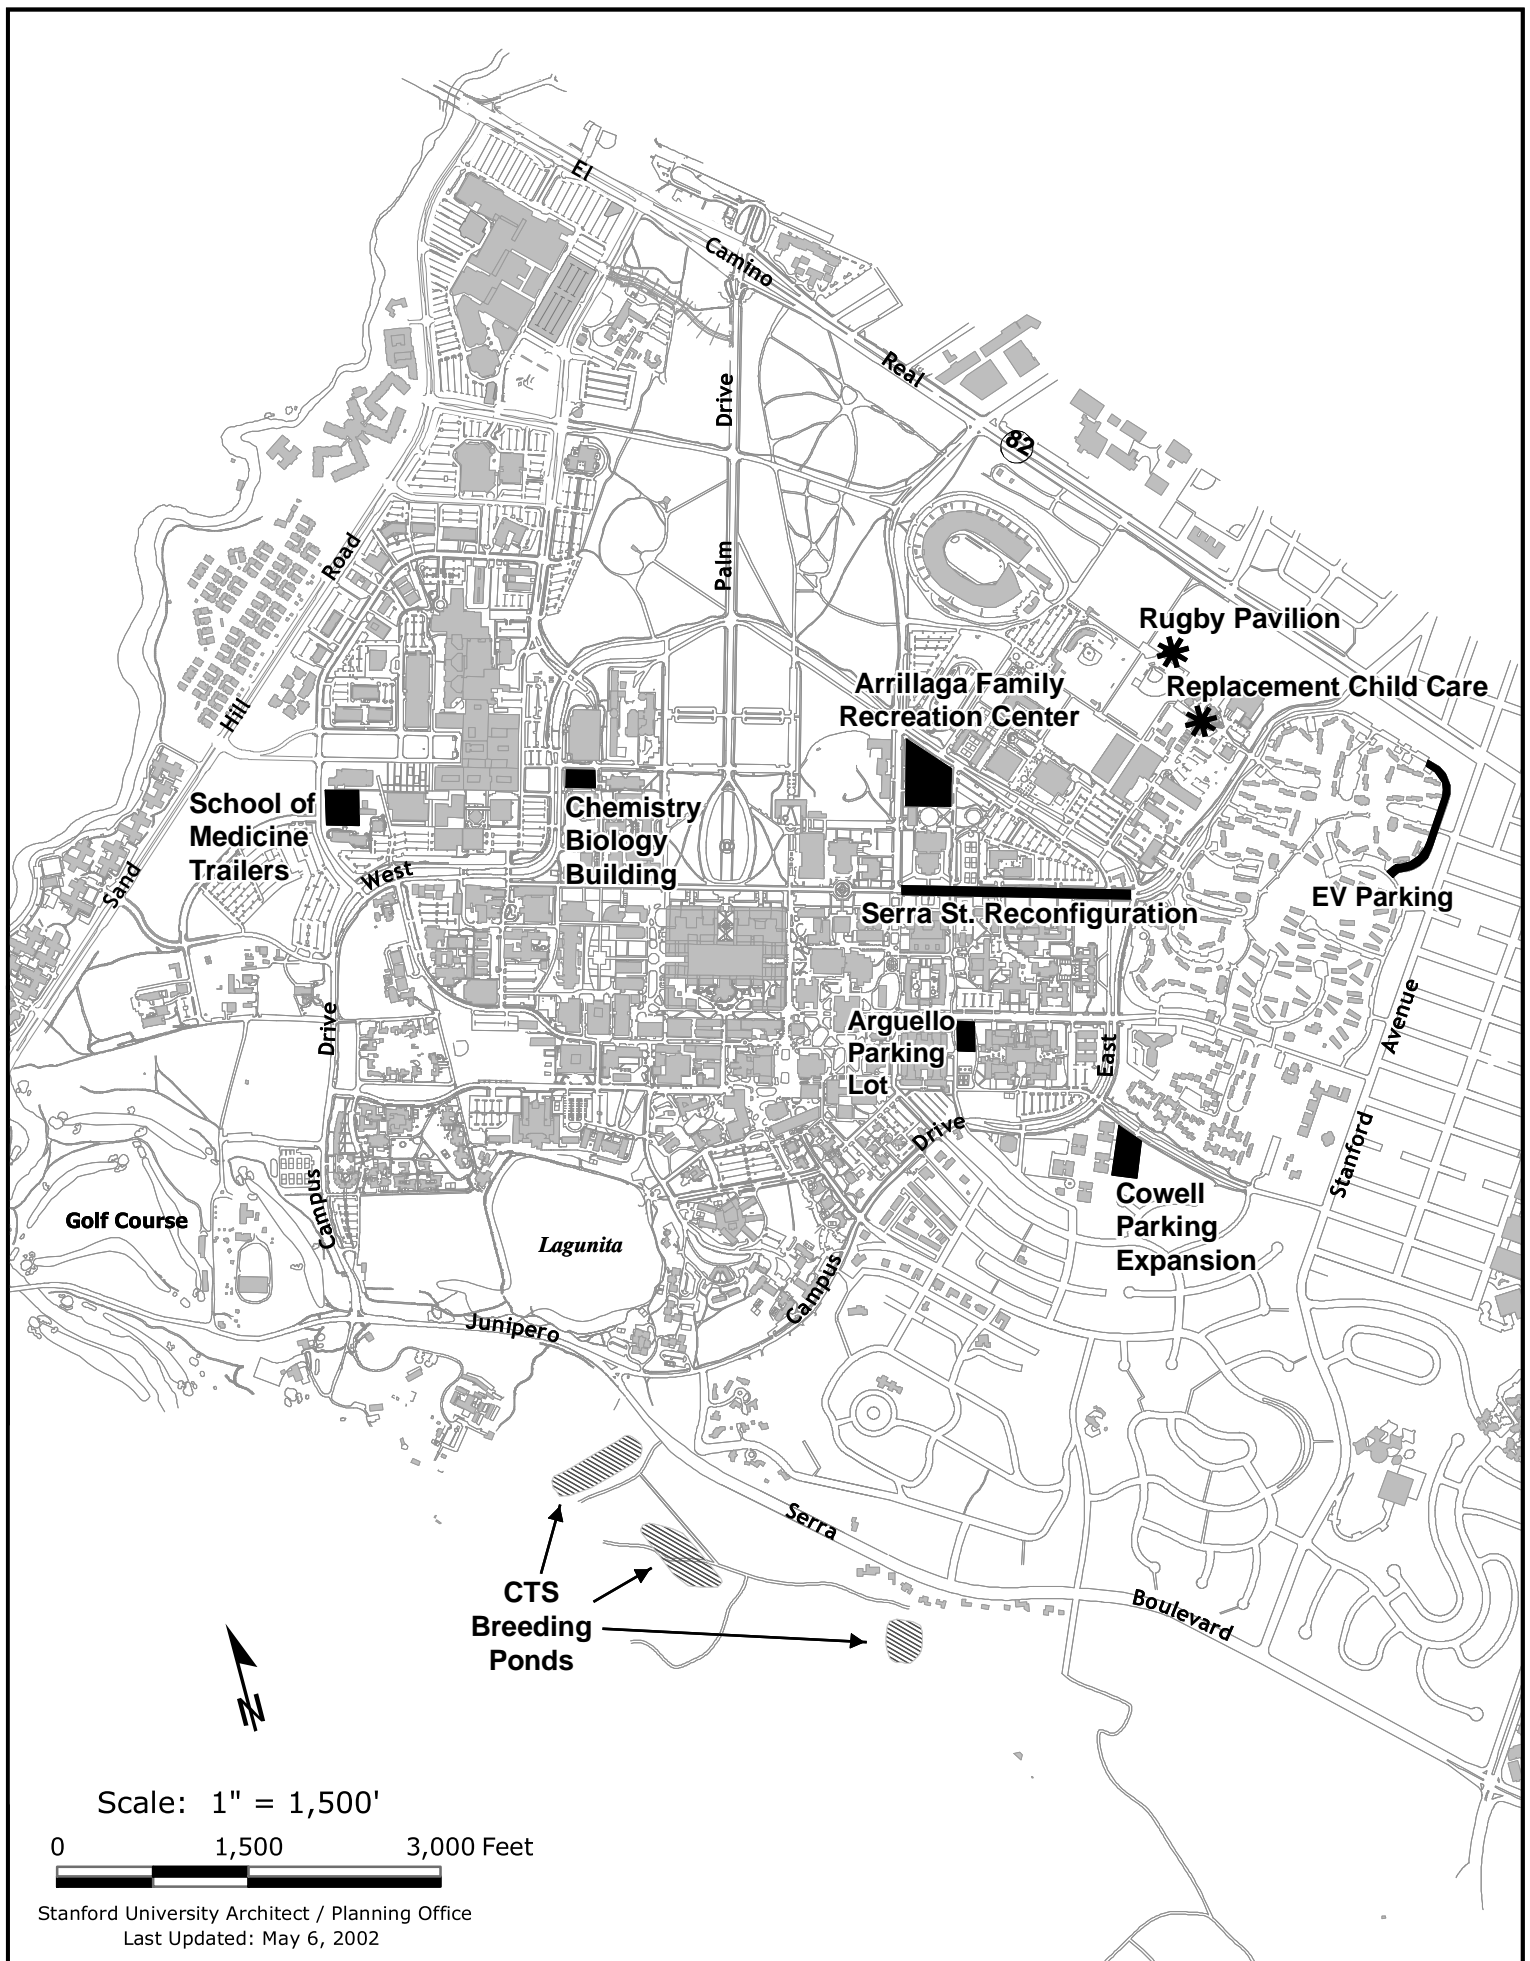 El
Camino
Real
82
Drive
Palm
Road
Hill
Sand
Rugby Pavilion
Replacement Child Care
Arrillaga Family
Recreation Center
School of
Medicine
Trailers
Chemistry
Biology
Building
West
EV Parking
Serra St. Reconfiguration
Drive
Arguello
Parking
Lot
East
Avenue
Drive
Stanford
Campus
Cowell
Parking
Expansion
Golf Course
Lagunita
Campus
Junipero
Serra
Boulevard
CTS
Breeding
Ponds
N
Scale: 1" = 1,500'
0 1,500 3,000 Feet
Stanford University Architect / Planning Office
Last Updated: May 6, 2002